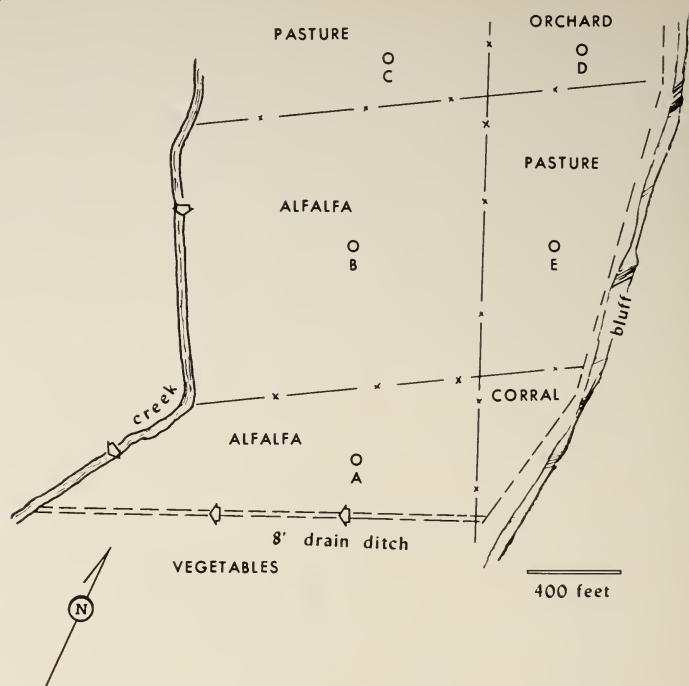 PASTURE
ORCHARD
C
D
PASTURE
ALFALFA
B
E
bluff
creek
CORRAL
ALFALFA
A
8' drain ditch
VEGETABLES
400 feet
N